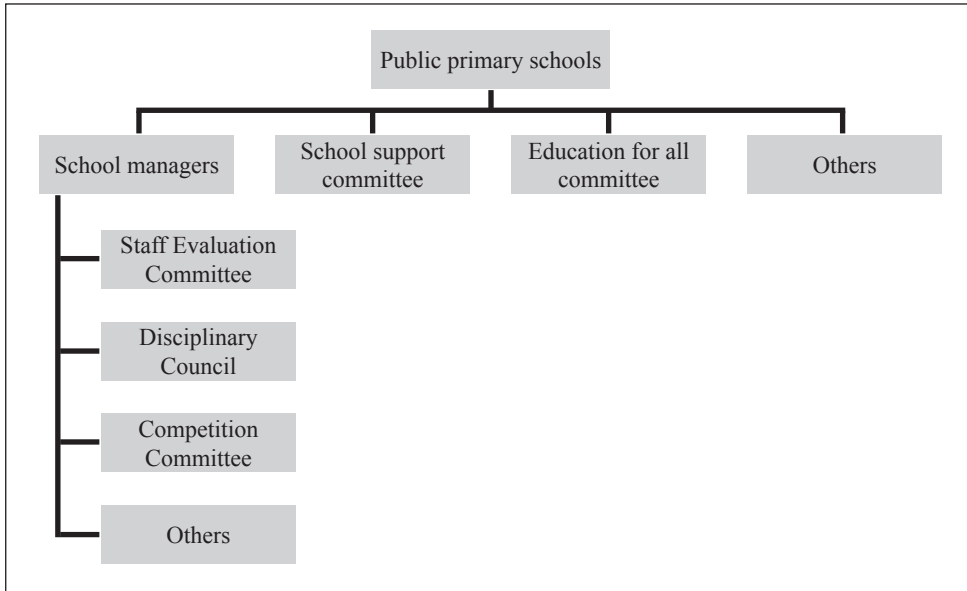 Public primary schools
School managers
School support
committee
Education for all
committee
Others
Staff Evaluation
Committee
Disciplinary
Council
Competition
Committee
Others